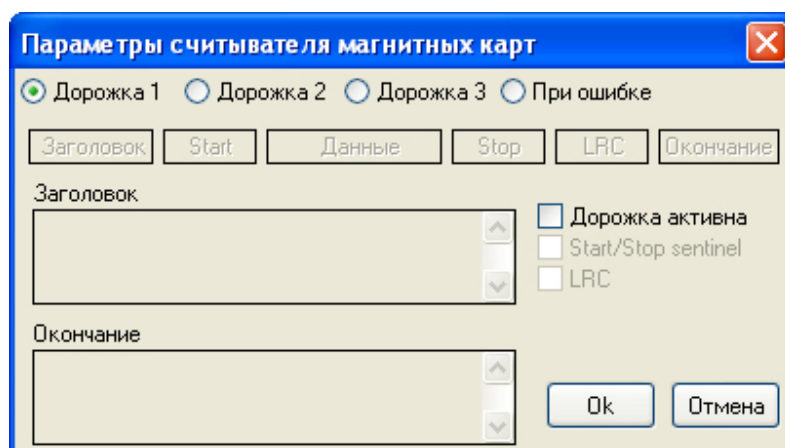 Параметры считывателя магнитных карт
Дорожка 1 Дорожка 2 Дорожка 3 При ошибке
Заголовок Start Данные Stop LRC Окончание
Заголовок
Дорожка активна
Start/Stop sentinel
LRC
Окончание
Ok Отмена